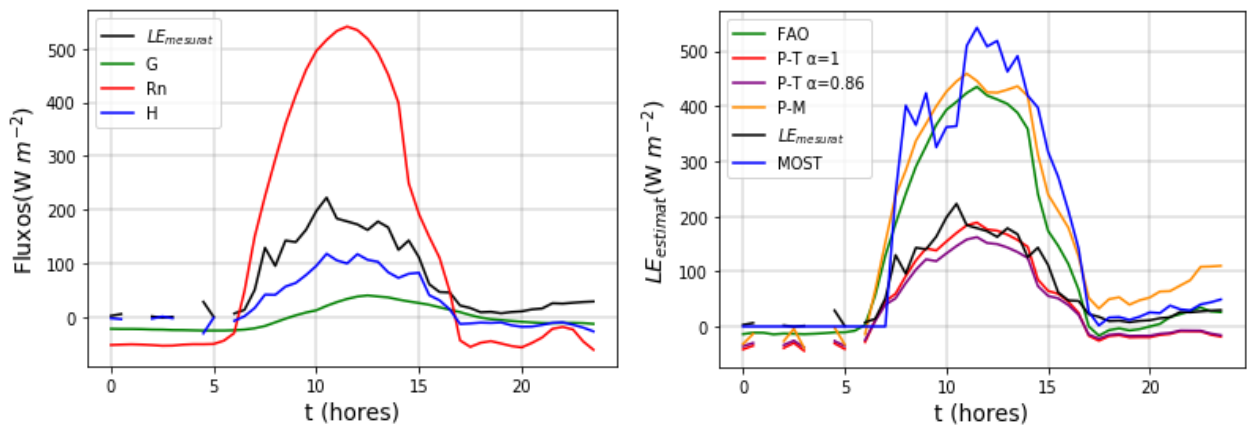 LE_mesurat
G
Rn
H
Fluxos(W m⁻²)
500
400
300
200
100
0
0
5
10
15
20
t (hores)
FAO
P-T α=1
P-T α=0.86
P-M
LE_mesurat
MOST
LE_estimat(W m⁻²)
500
400
300
200
100
0
0
5
10
15
20
t (hores)